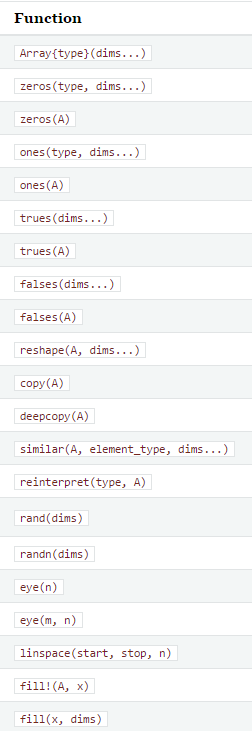 Function
Array{type}(dims...)
zeros(type, dims...)
zeros(A)
ones(type, dims...)
ones(A)
trues(dims...)
trues(A)
falses(dims...)
falses(A)
reshape(A, dims...)
copy(A)
deepcopy(A)
similar(A, element_type, dims...)
reinterpret(type, A)
rand(dims)
randn(dims)
eye(n)
eye(m, n)
linspace(start, stop, n)
fill!(A, x)
fill(x, dims)